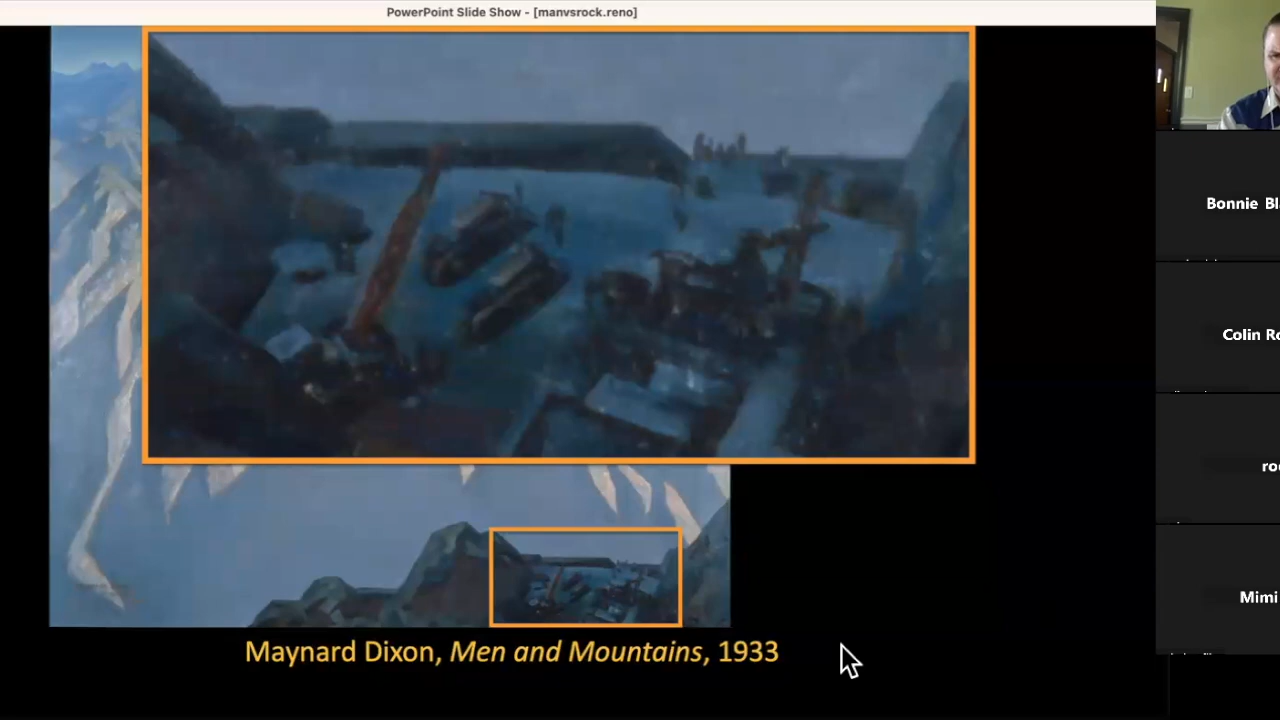 PowerPoint Slide Show - [manvsrock.reno]
Bonnie Bl
Colin Ro
ro
Mimi
Maynard Dixon, Men and Mountains, 1933